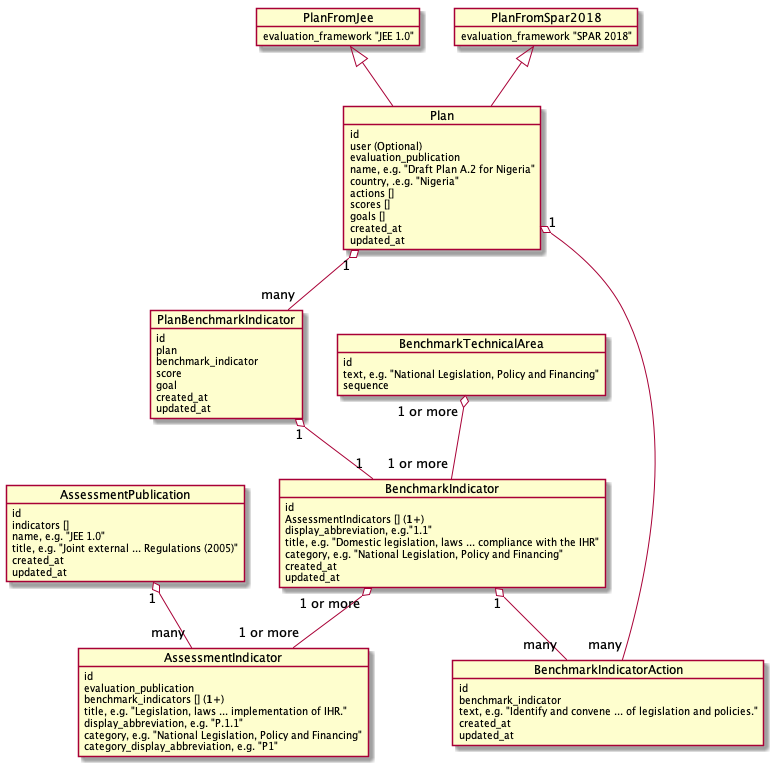 PlanFromJee
evaluation_framework "JEE 1.0"
PlanFromSpar2018
evaluation_framework "SPAR 2018"
Plan
id
user (Optional)
evaluation_publication
name, e.g. "Draft Plan A.2 for Nigeria"
country, .e.g. "Nigeria"
actions []
scores []
goals []
created_at
updated_at
1
1
many
PlanBenchmarkIndicator
id
plan
benchmark_indicator
score
goal
created_at
updated_at
BenchmarkTechnicalArea
id
text, e.g. "National Legislation, Policy and Financing"
sequence
1 or more
1
1
1 or more
AssessmentPublication
id
indicators []
name, e.g. "JEE 1.0"
title, e.g. "Joint external ... Regulations (2005)"
created_at
updated_at
BenchmarkIndicator
id
AssessmentIndicators [] (1+)
display_abbreviation, e.g."1.1"
title, e.g. "Domestic legislation, laws ... compliance with the IHR"
category, e.g. "National Legislation, Policy and Financing"
created_at
updated_at
1
1 or more
1
many
1 or more
many
many
AssessmentIndicator
id
evaluation_publication
benchmark_indicators [] (1+)
title, e.g. "Legislation, laws ... implementation of IHR."
display_abbreviation, e.g. "P.1.1"
category, e.g. "National Legislation, Policy and Financing"
category_display_abbreviation, e.g. "P1"
BenchmarkIndicatorAction
id
benchmark_indicator
text, e.g. "Identify and convene ... of legislation and policies."
created_at
updated_at